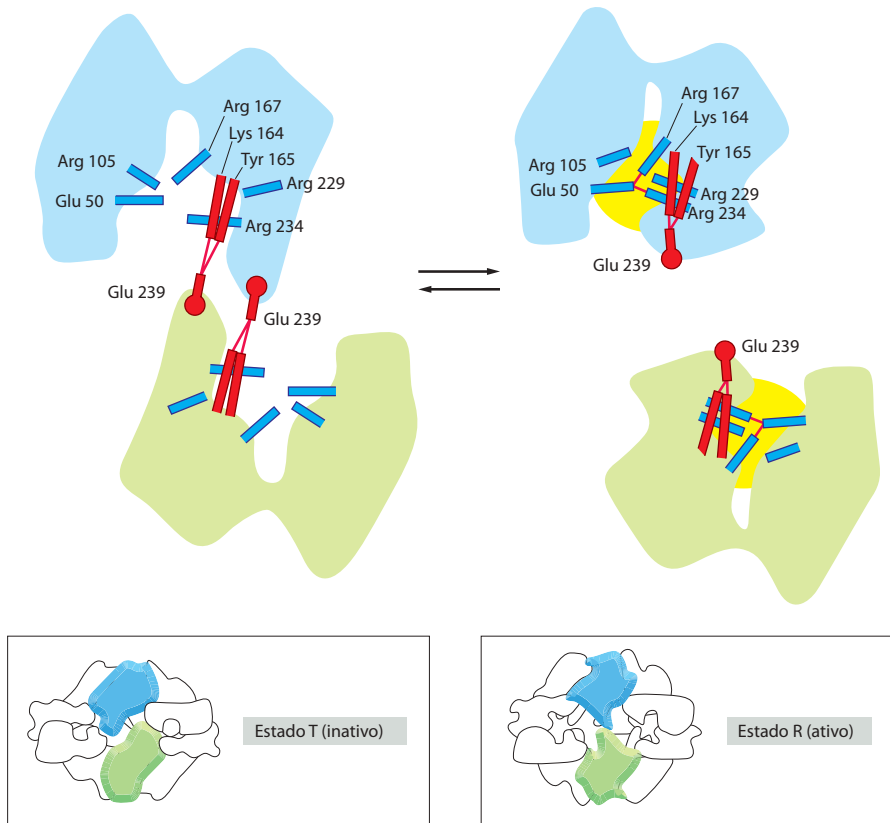 Arg 167
Lys 164
Arg 105
Tyr 165
Glu 50
Arg 229
Arg 234
Glu 239
Glu 239
Arg 167
Lys 164
Tyr 165
Arg 105
Glu 50
Arg 229
Arg 234
Glu 239
Glu 239
Estado T (inativo)
Estado R (ativo)